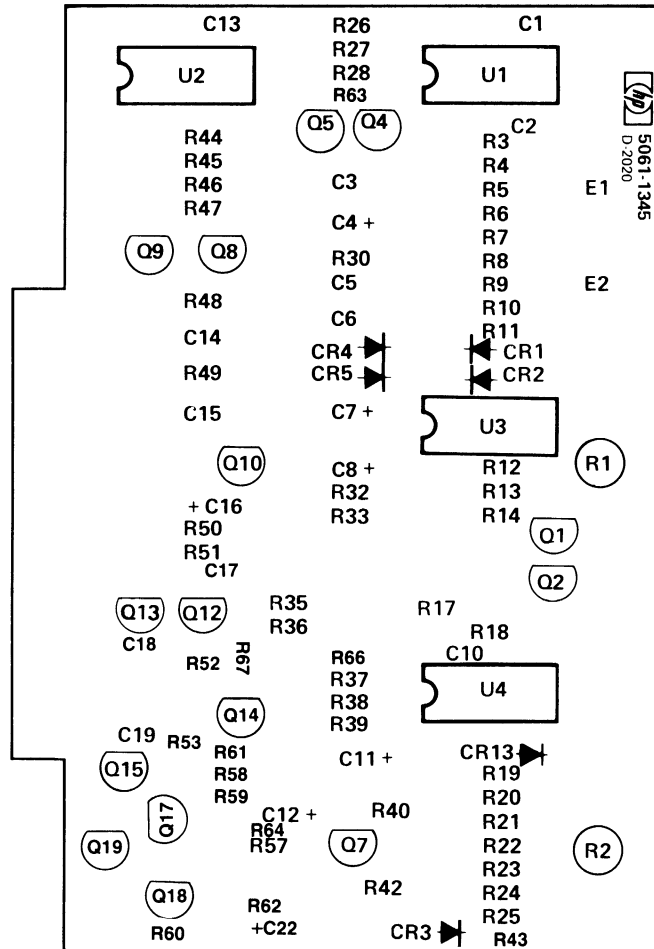 C13 R26 C1
R27
U2 R28 U1
R63
Q5 Q4 C2
hp
5061-1345
D-2020
R44 R3
R45 R4
R46 C3 R5 E1
R47 R6
C4 + R7
Q9 Q8 R30 R8
C5 R9 E2
R48 R10
C6 R11
C14 CR4 CR1
R49 CR5 CR2
C15 C7 + U3
Q10 C8 + R12 R1
R32 R13
+ C16 R33 R14
R50 Q1
R51
C17 Q2
Q13 Q12 R35 R17
R36 R18
C18 R52 R67 R66 C10
R37 U4
R38
Q14 R39
C19 R53 R61 C11 + CR13
Q15 R58 R19
R59 R20
Q17 C12 + R40 R21
R64
Q19 R57 Q7 R22 R2
R23
Q18 R42 R24
R62 R25
R60 +C22 CR3 R43